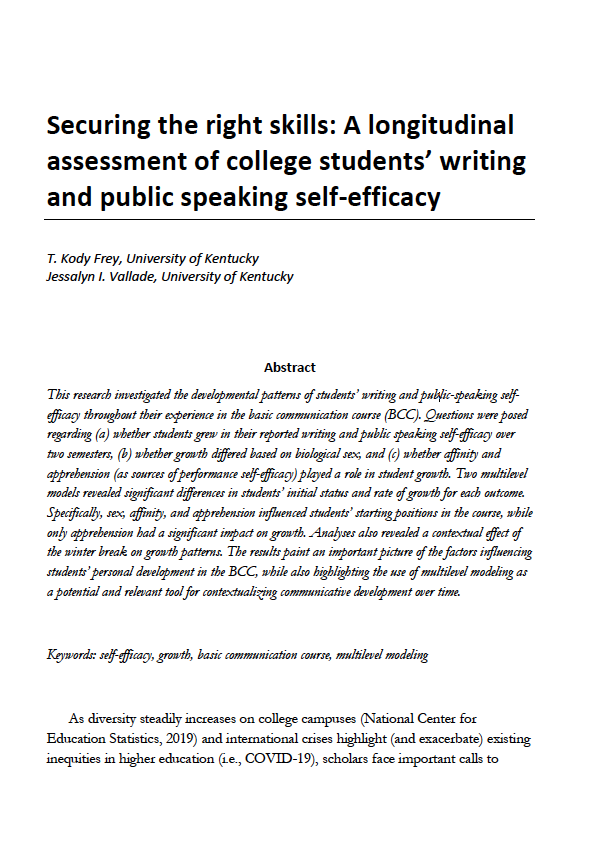 Securing the right skills: A longitudinal
assessment of college students’ writing
and public speaking self-efficacy
T. Kody Frey, University of Kentucky
Jessalyn I. Vallade, University of Kentucky
Abstract
This research investigated the developmental patterns of students’ writing and public-speaking self-
efficacy throughout their experience in the basic communication course (BCC). Questions were posed
regarding (a) whether students grew in their reported writing and public speaking self-efficacy over
two semesters, (b) whether growth differed based on biological sex, and (c) whether affinity and
apprehension (as sources of performance self-efficacy) played a role in student growth. Two multilevel
models revealed significant differences in students’ initial status and rate of growth for each outcome.
Specifically, sex, affinity, and apprehension influenced students’ starting positions in the course, while
only apprehension had a significant impact on growth. Analyses also revealed a contextual effect of
the winter break on growth patterns. The results paint an important picture of the factors influencing
students’ personal development in the BCC, while also highlighting the use of multilevel modeling as
a potential and relevant tool for contextualizing communicative development over time.
Keywords: self-efficacy, growth, basic communication course, multilevel modeling
As diversity steadily increases on college campuses (National Center for
Education Statistics, 2019) and international crises highlight (and exacerbate) existing
inequities in higher education (i.e., COVID-19), scholars face important calls to